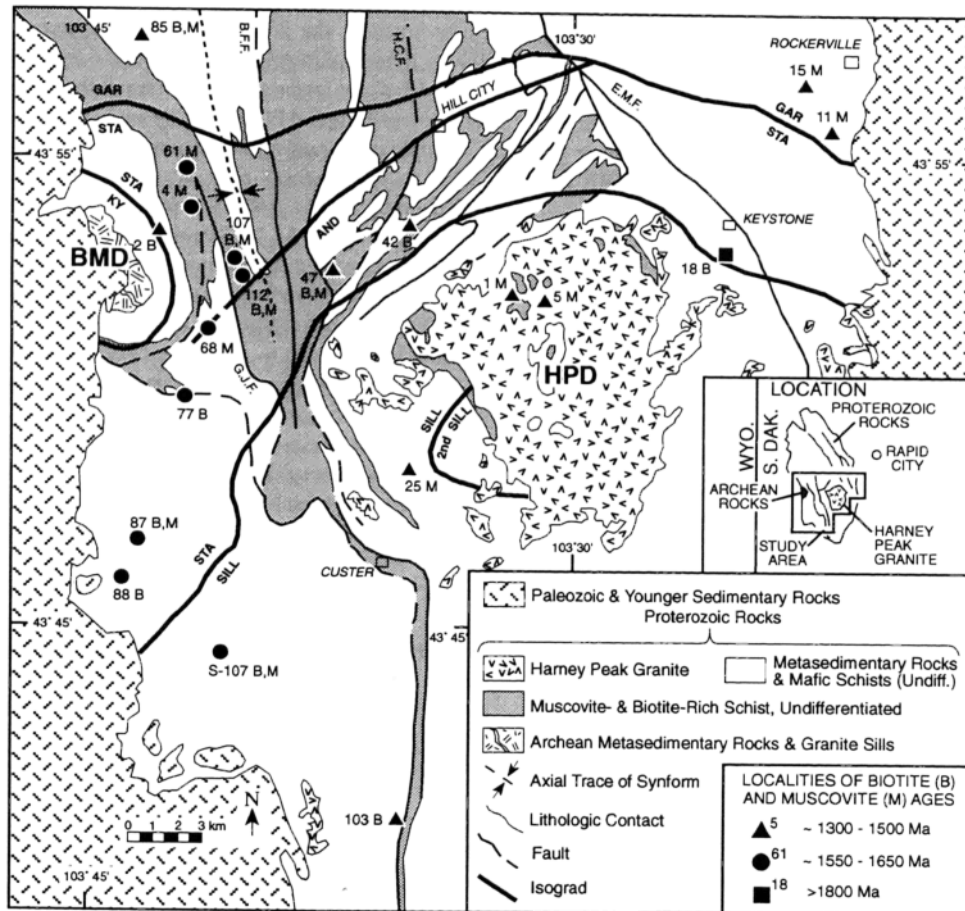 103°45'
85 B,M
B.F.F.
H.C.F.
103°30'
ROCKERVILLE
15 M
11 M
GAR
STA
HILL CITY
E.M.F.
GAR
STA
43°55'
43°55'
61 M
STA
KY
4 M
2 B
BMD
107
B,M
AND
42 B
KEYSTONE
18 B
112
B,M
47
B,M
1 M
5 M
68 M
G.J.F.
HPD
77 B
SILL
2nd SILL
25 M
87 B,M
88 B
STA
SILL
CUSTER
103°30'
43°45'
43°45'
S-107 B,M
103 B
N
0 1 2 3 km
103°45'
LOCATION
WYO.
S. DAK.
PROTEROZOIC
ROCKS
RAPID
CITY
ARCHEAN
ROCKS
STUDY
AREA
HARNEY
PEAK
GRANITE
Paleozoic & Younger Sedimentary Rocks
Proterozoic Rocks
Harney Peak Granite
Metasedimentary Rocks
& Mafic Schists (Undiff.)
Muscovite- & Biotite-Rich Schist, Undifferentiated
Archean Metasedimentary Rocks & Granite Sills
Axial Trace of Synform
Lithologic Contact
Fault
Isograd
LOCALITIES OF BIOTITE (B)
AND MUSCOVITE (M) AGES
5 ~ 1300 - 1500 Ma
61 ~ 1550 - 1650 Ma
18 >1800 Ma